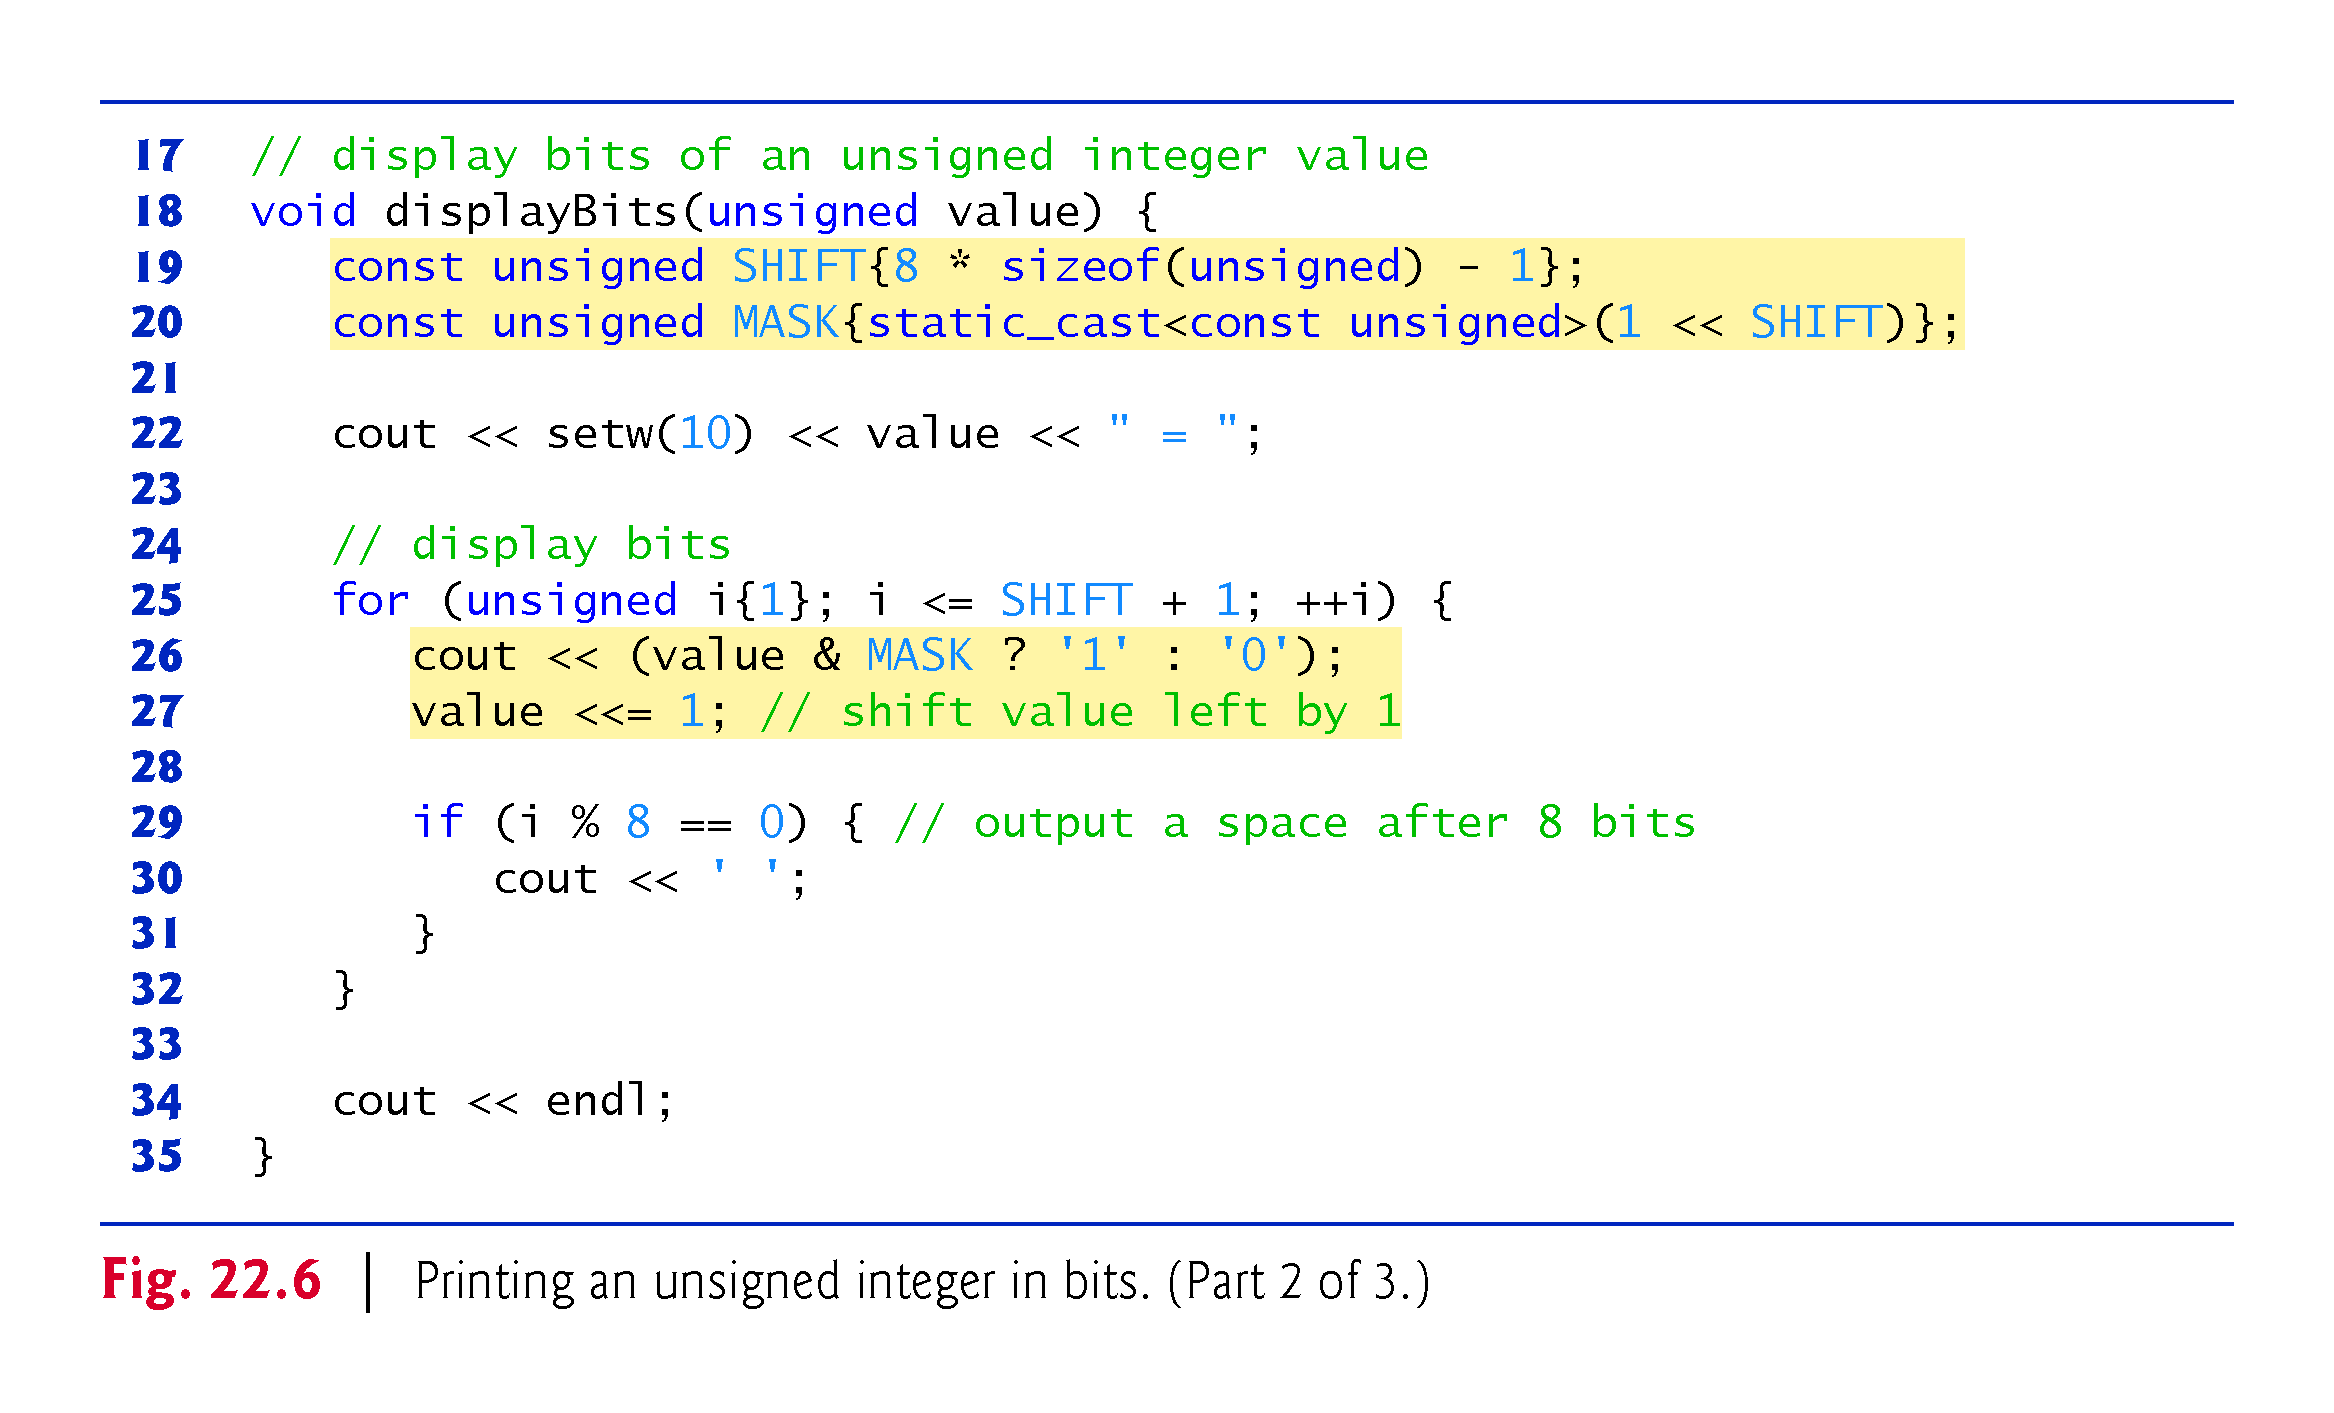 17 // display bits of an unsigned integer value
18 void displayBits(unsigned value) {
19    const unsigned SHIFT{8 * sizeof(unsigned) - 1};
20    const unsigned MASK{static_cast<const unsigned>(1 << SHIFT)};
21
22    cout << setw(10) << value << " = ";
23
24    // display bits
25    for (unsigned i{1}; i <= SHIFT + 1; ++i) {
26       cout << (value & MASK ? '1' : '0');
27       value <<= 1; // shift value left by 1
28
29       if (i % 8 == 0) { // output a space after 8 bits
30          cout << ' ';
31       }
32    }
33
34    cout << endl;
35 }
Fig. 22.6 | Printing an unsigned integer in bits. (Part 2 of 3.)